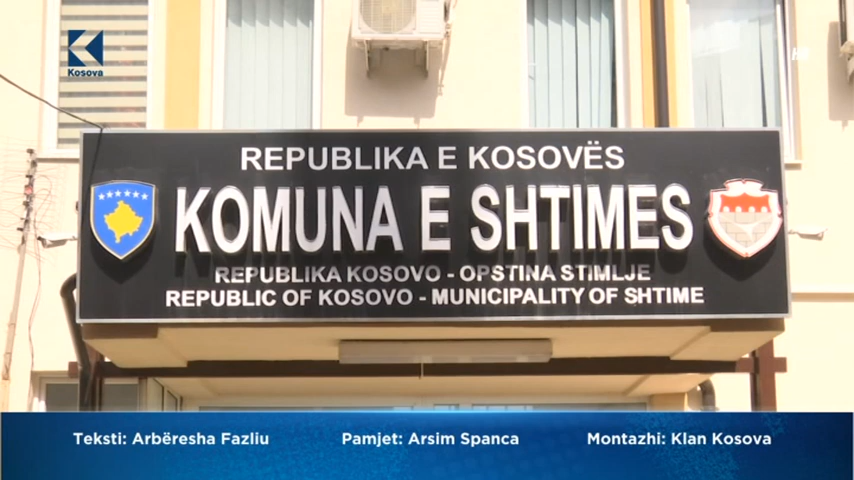 Kosova
REPUBLIKA E KOSOVËS
KOMUNA E SHTIMES
REPUBLIKA KOSOVO - OPSTINA STIMLJE
REPUBLIC OF KOSOVO - MUNICIPALITY OF SHTIME
Teksti: Arbëresha Fazliu
Pamjet: Arsim Spanca
Montazhi: Klan Kosova